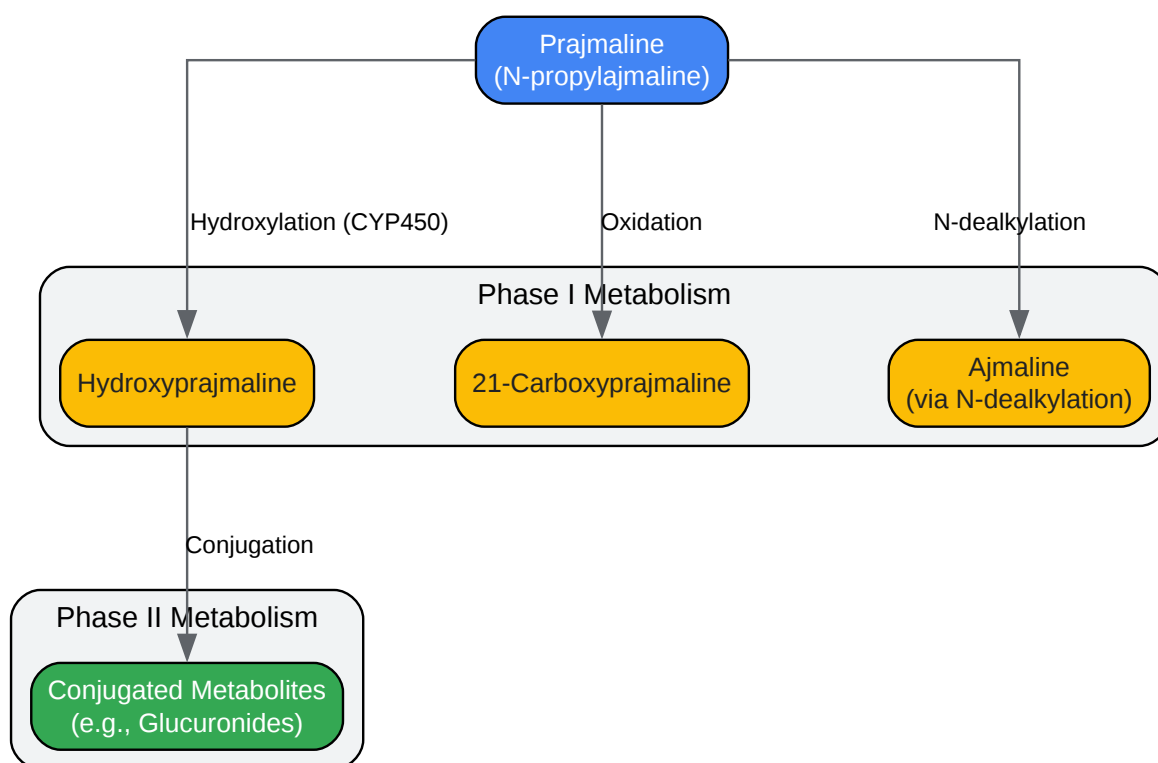 Prajmaline
(N-propylajmaline)
Hydroxylation (CYP450)
Oxidation
N-dealkylation
Phase I Metabolism
Hydroxyprajmaline
21-Carboxyprajmaline
Ajmaline
(via N-dealkylation)
Conjugation
Phase II Metabolism
Conjugated Metabolites
(e.g., Glucuronides)